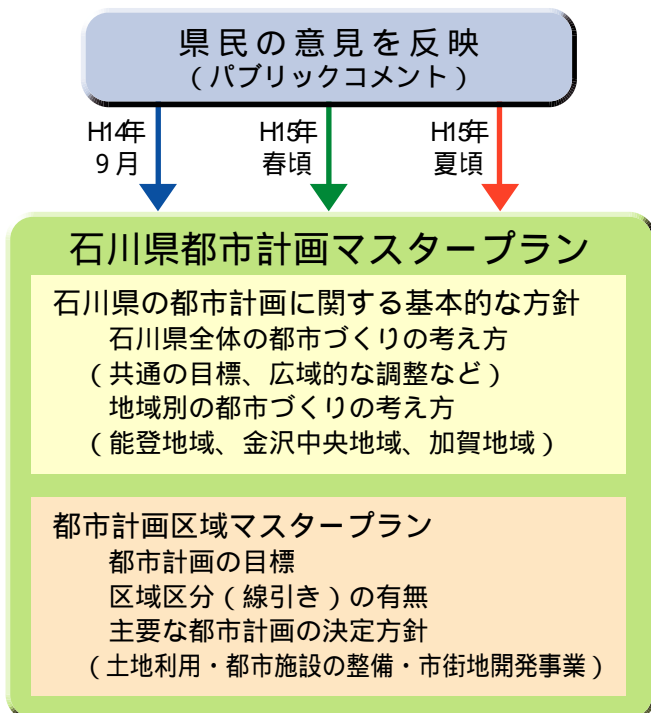 県民の意見を反映
（パブリックコメント）
H14年
9月
H15年
春頃
H15年
夏頃
石川県都市計画マスタープラン
石川県の都市計画に関する基本的な方針
石川県全体の都市づくりの考え方
（共通の目標、広域的な調整など）
地域別の都市づくりの考え方
（能登地域、金沢中央地域、加賀地域）
都市計画区域マスタープラン
都市計画の目標
区域区分（線引き）の有無
主要な都市計画の決定方針
（土地利用・都市施設の整備・市街地開発事業）